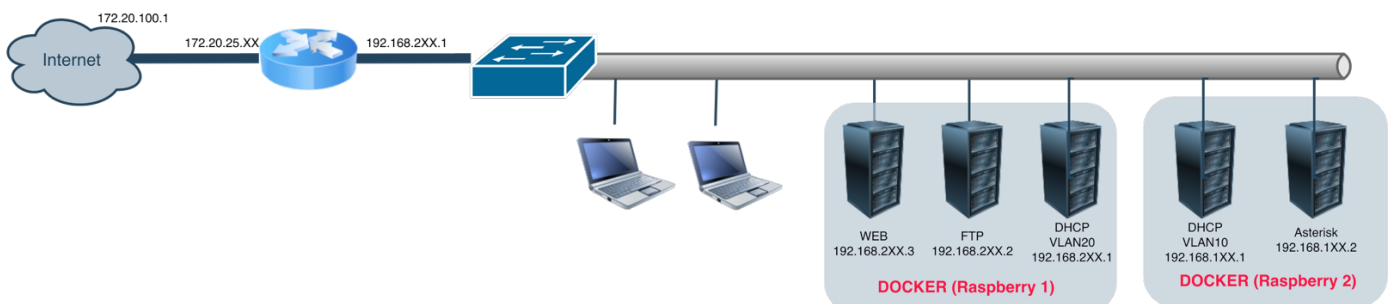 172.20.100.1
Internet
172.20.25.XX
192.168.2XX.1
WEB
192.168.2XX.3
FTP
192.168.2XX.2
DHCP
VLAN20
192.168.2XX.1
DOCKER (Raspberry 1)
DHCP
VLAN10
192.168.1XX.1
Asterisk
192.168.1XX.2
DOCKER (Raspberry 2)